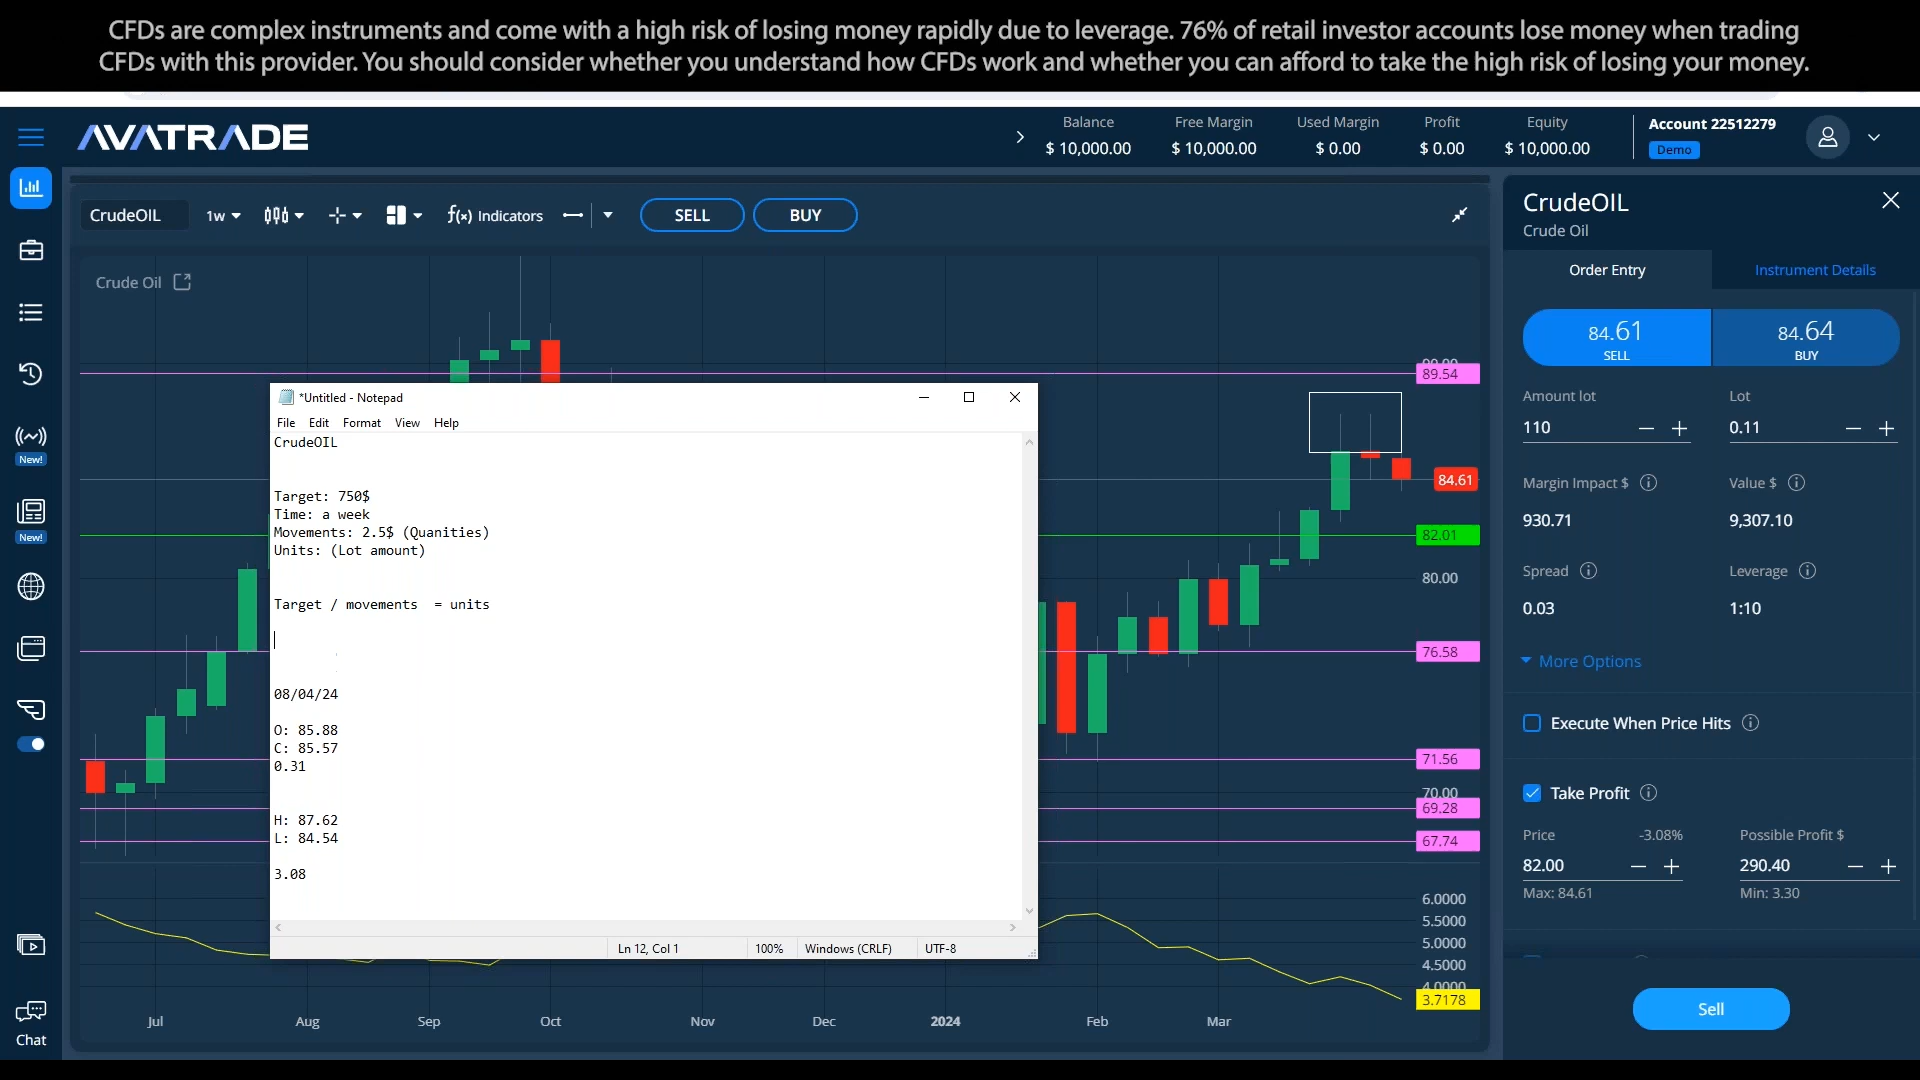 CFDs are complex instruments and come with a high risk of losing money rapidly due to leverage. 76% of retail investor accounts lose money when trading
CFDs with this provider. You should consider whether you understand how CFDs work and whether you can afford to take the high risk of losing your money.
AVATRADE
Balance
$ 10,000.00
Free Margin
$ 10,000.00
Used Margin
$ 0.00
Profit
$ 0.00
Equity
$ 10,000.00
Account 22512279
Demo
CrudeOIL
1w
f(x) Indicators
SELL
BUY
Crude Oil
New!
New!
Chat
*Untitled - Notepad
File Edit Format View Help
CrudeOIL
Target: 750$
Time: a week
Movements: 2.5$ (Quanities)
Units: (Lot amount)
Target / movements = units
08/04/24
O: 85.88
C: 85.57
0.31
H: 87.62
L: 84.54
3.08
Ln 12, Col 1 100% Windows (CRLF) UTF-8
90.00
89.54
84.61
82.01
80.00
76.58
71.56
70.00
69.28
67.74
6.0000
5.5000
5.0000
4.5000
4.0000
3.7178
Jul Aug Sep Oct Nov Dec 2024 Feb Mar
CrudeOIL
Crude Oil
Order Entry
Instrument Details
84.61
SELL
84.64
BUY
Amount lot
110
Lot
0.11
Margin Impact $
930.71
Value $
9,307.10
Spread
0.03
Leverage
1:10
More Options
Execute When Price Hits
Take Profit
Price -3.08%
82.00
Max: 84.61
Possible Profit $
290.40
Min: 3.30
Sell